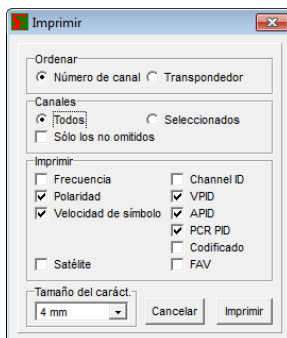 Imprimir
Ordenar
Número de canal Transpondedor
Canales
Todos Seleccionados
Sólo los no omitidos
Imprimir
Frecuencia Channel ID
Polaridad VPID
Velocidad de símbolo APID
PCR PID
Codificado
Satélite FAV
Tamaño del caráct.
4 mm Cancelar Imprimir